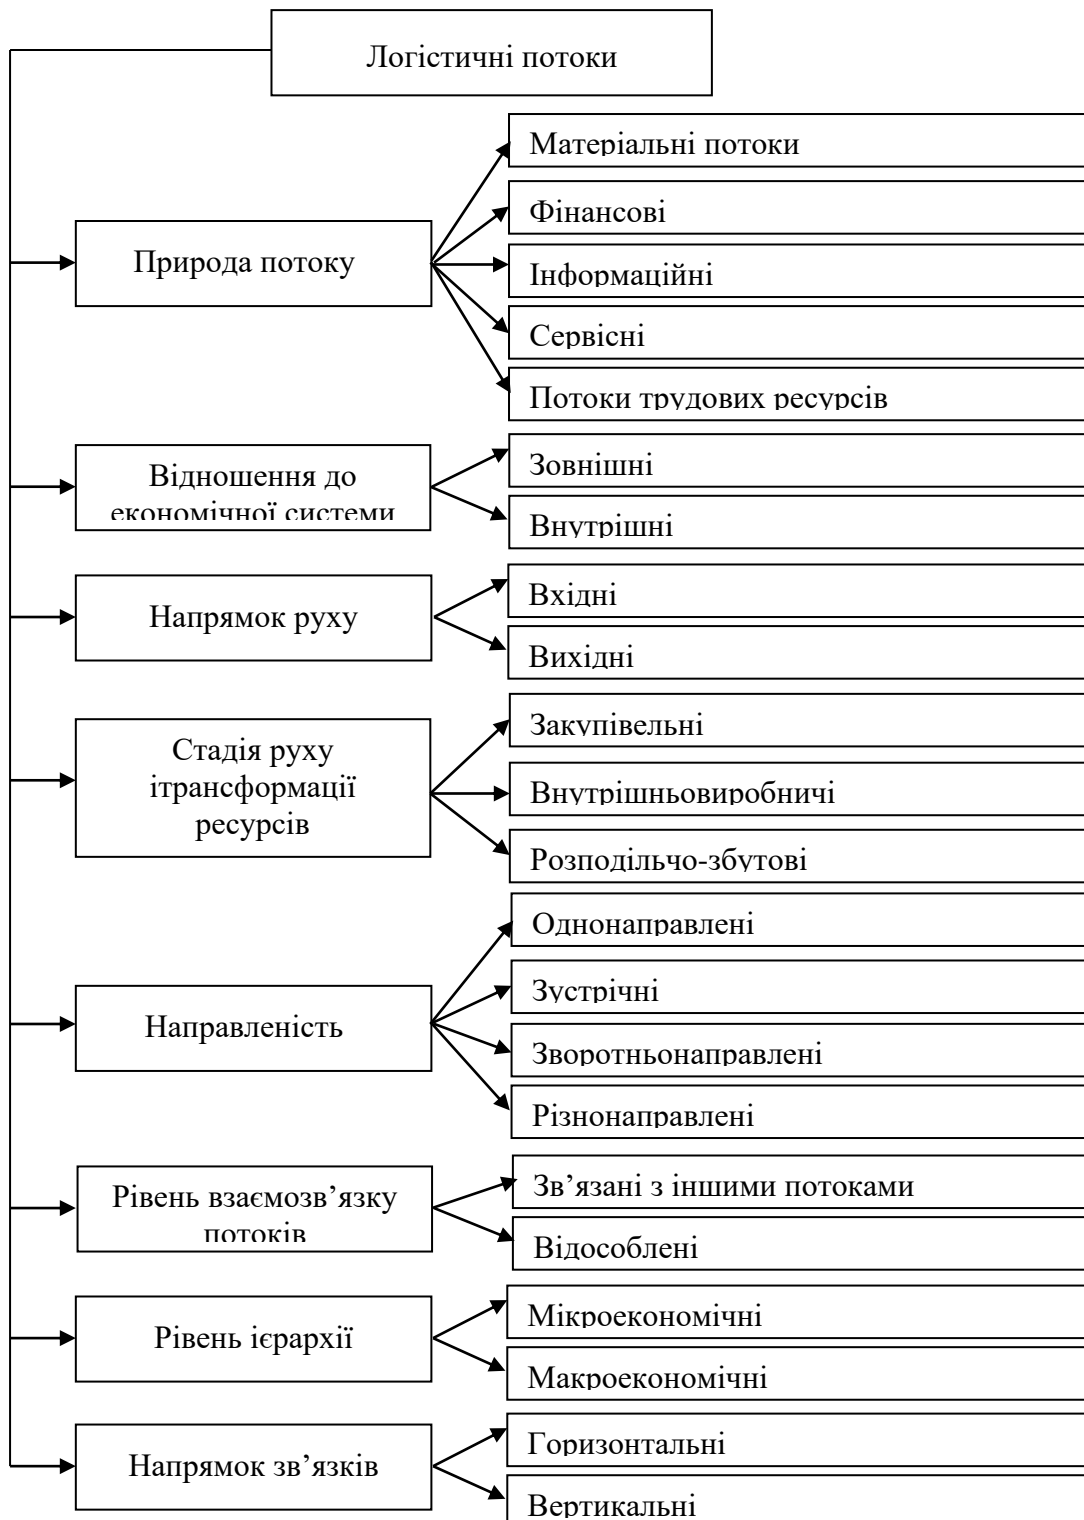 Логістичні потоки
Природа потоку
Матеріальні потоки
Фінансові
Інформаційні
Сервісні
Потоки трудових ресурсів
Відношення до
економічної системи
Зовнішні
Внутрішні
Напрямок руху
Вхідні
Вихідні
Стадія руху
ітрансформації
ресурсів
Закупівельні
Внутрішньовиробничі
Розподільчо-збутові
Направленість
Однонаправлені
Зустрічні
Зворотньонаправлені
Різнонаправлені
Рівень взаємозв’язку
потоків
Зв’язані з іншими потоками
Відособлені
Рівень ієрархії
Мікроекономічні
Макроекономічні
Напрямок зв’язків
Горизонтальні
Вертикальні